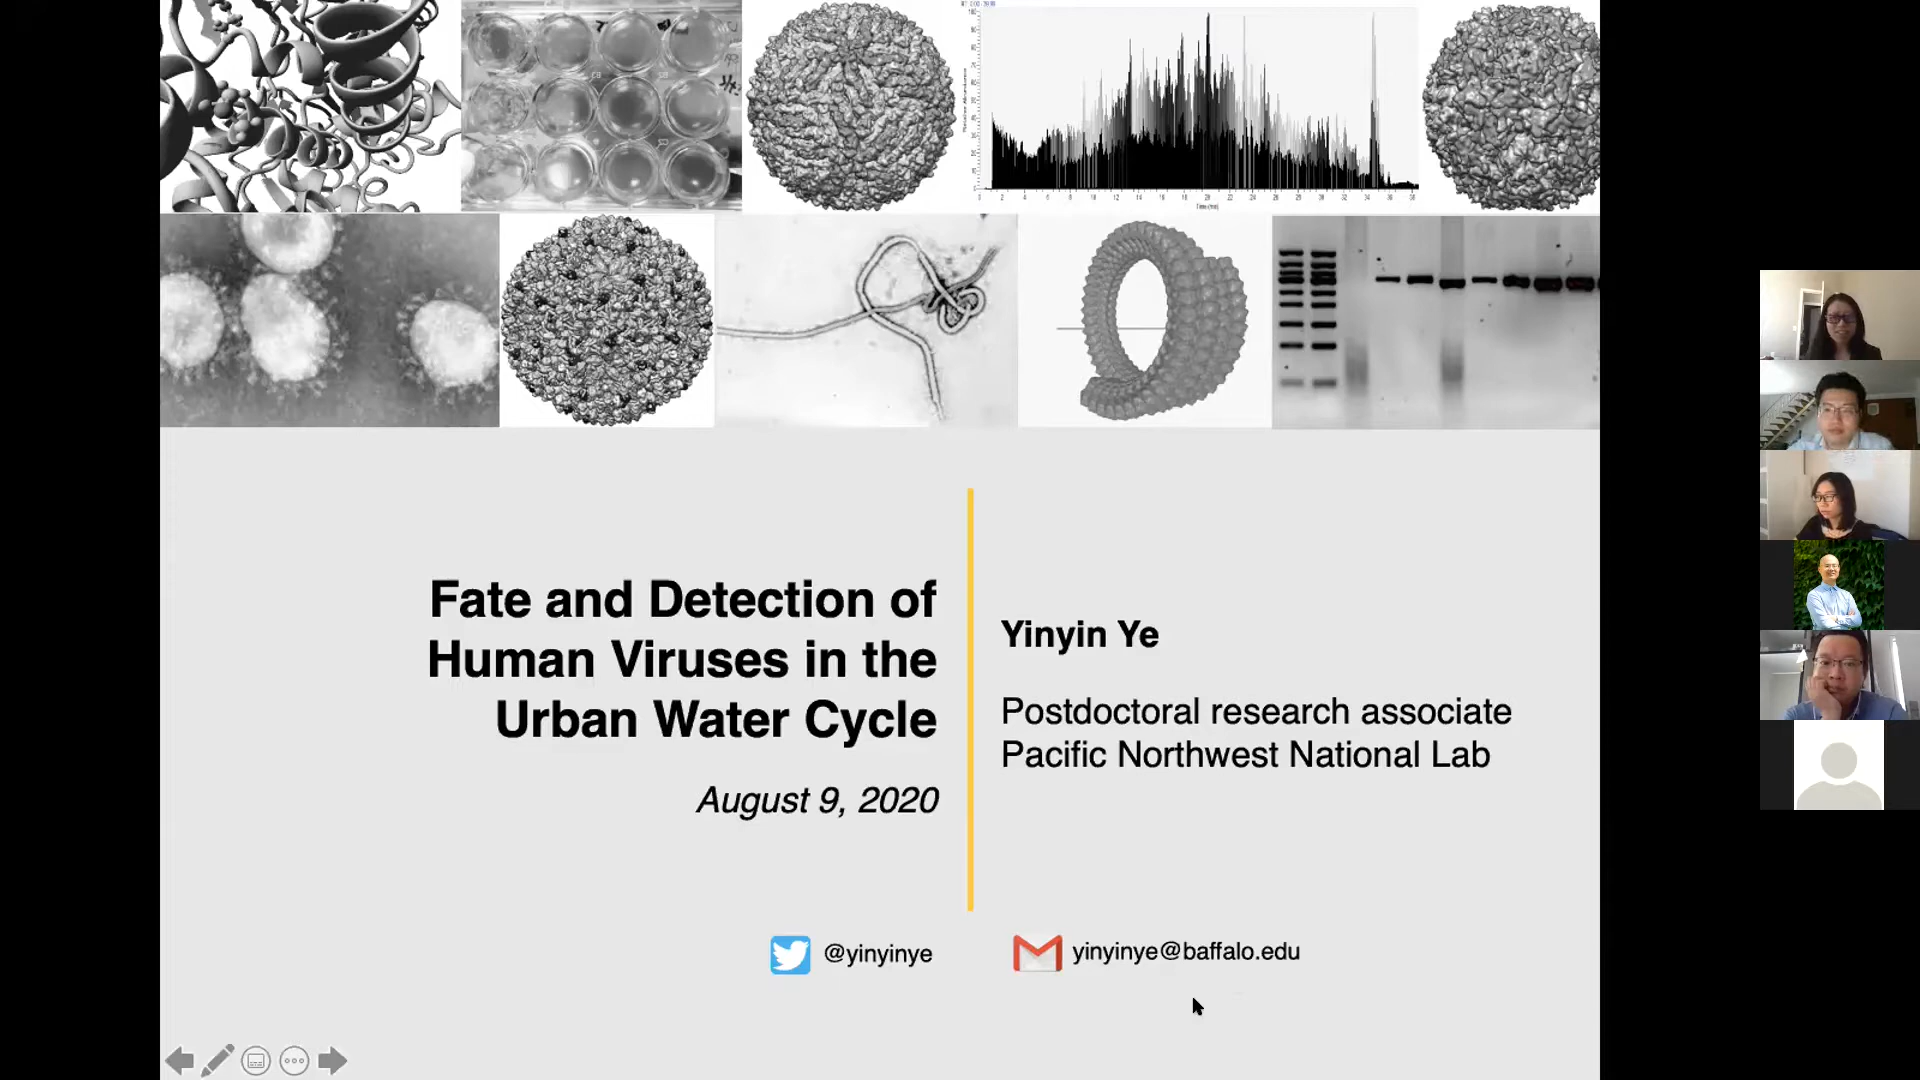 Fate and Detection of
Human Viruses in the
Urban Water Cycle
August 9, 2020
Yinyin Ye
Postdoctoral research associate
Pacific Northwest National Lab
@yinyinye
yinyinye@baffalo.edu